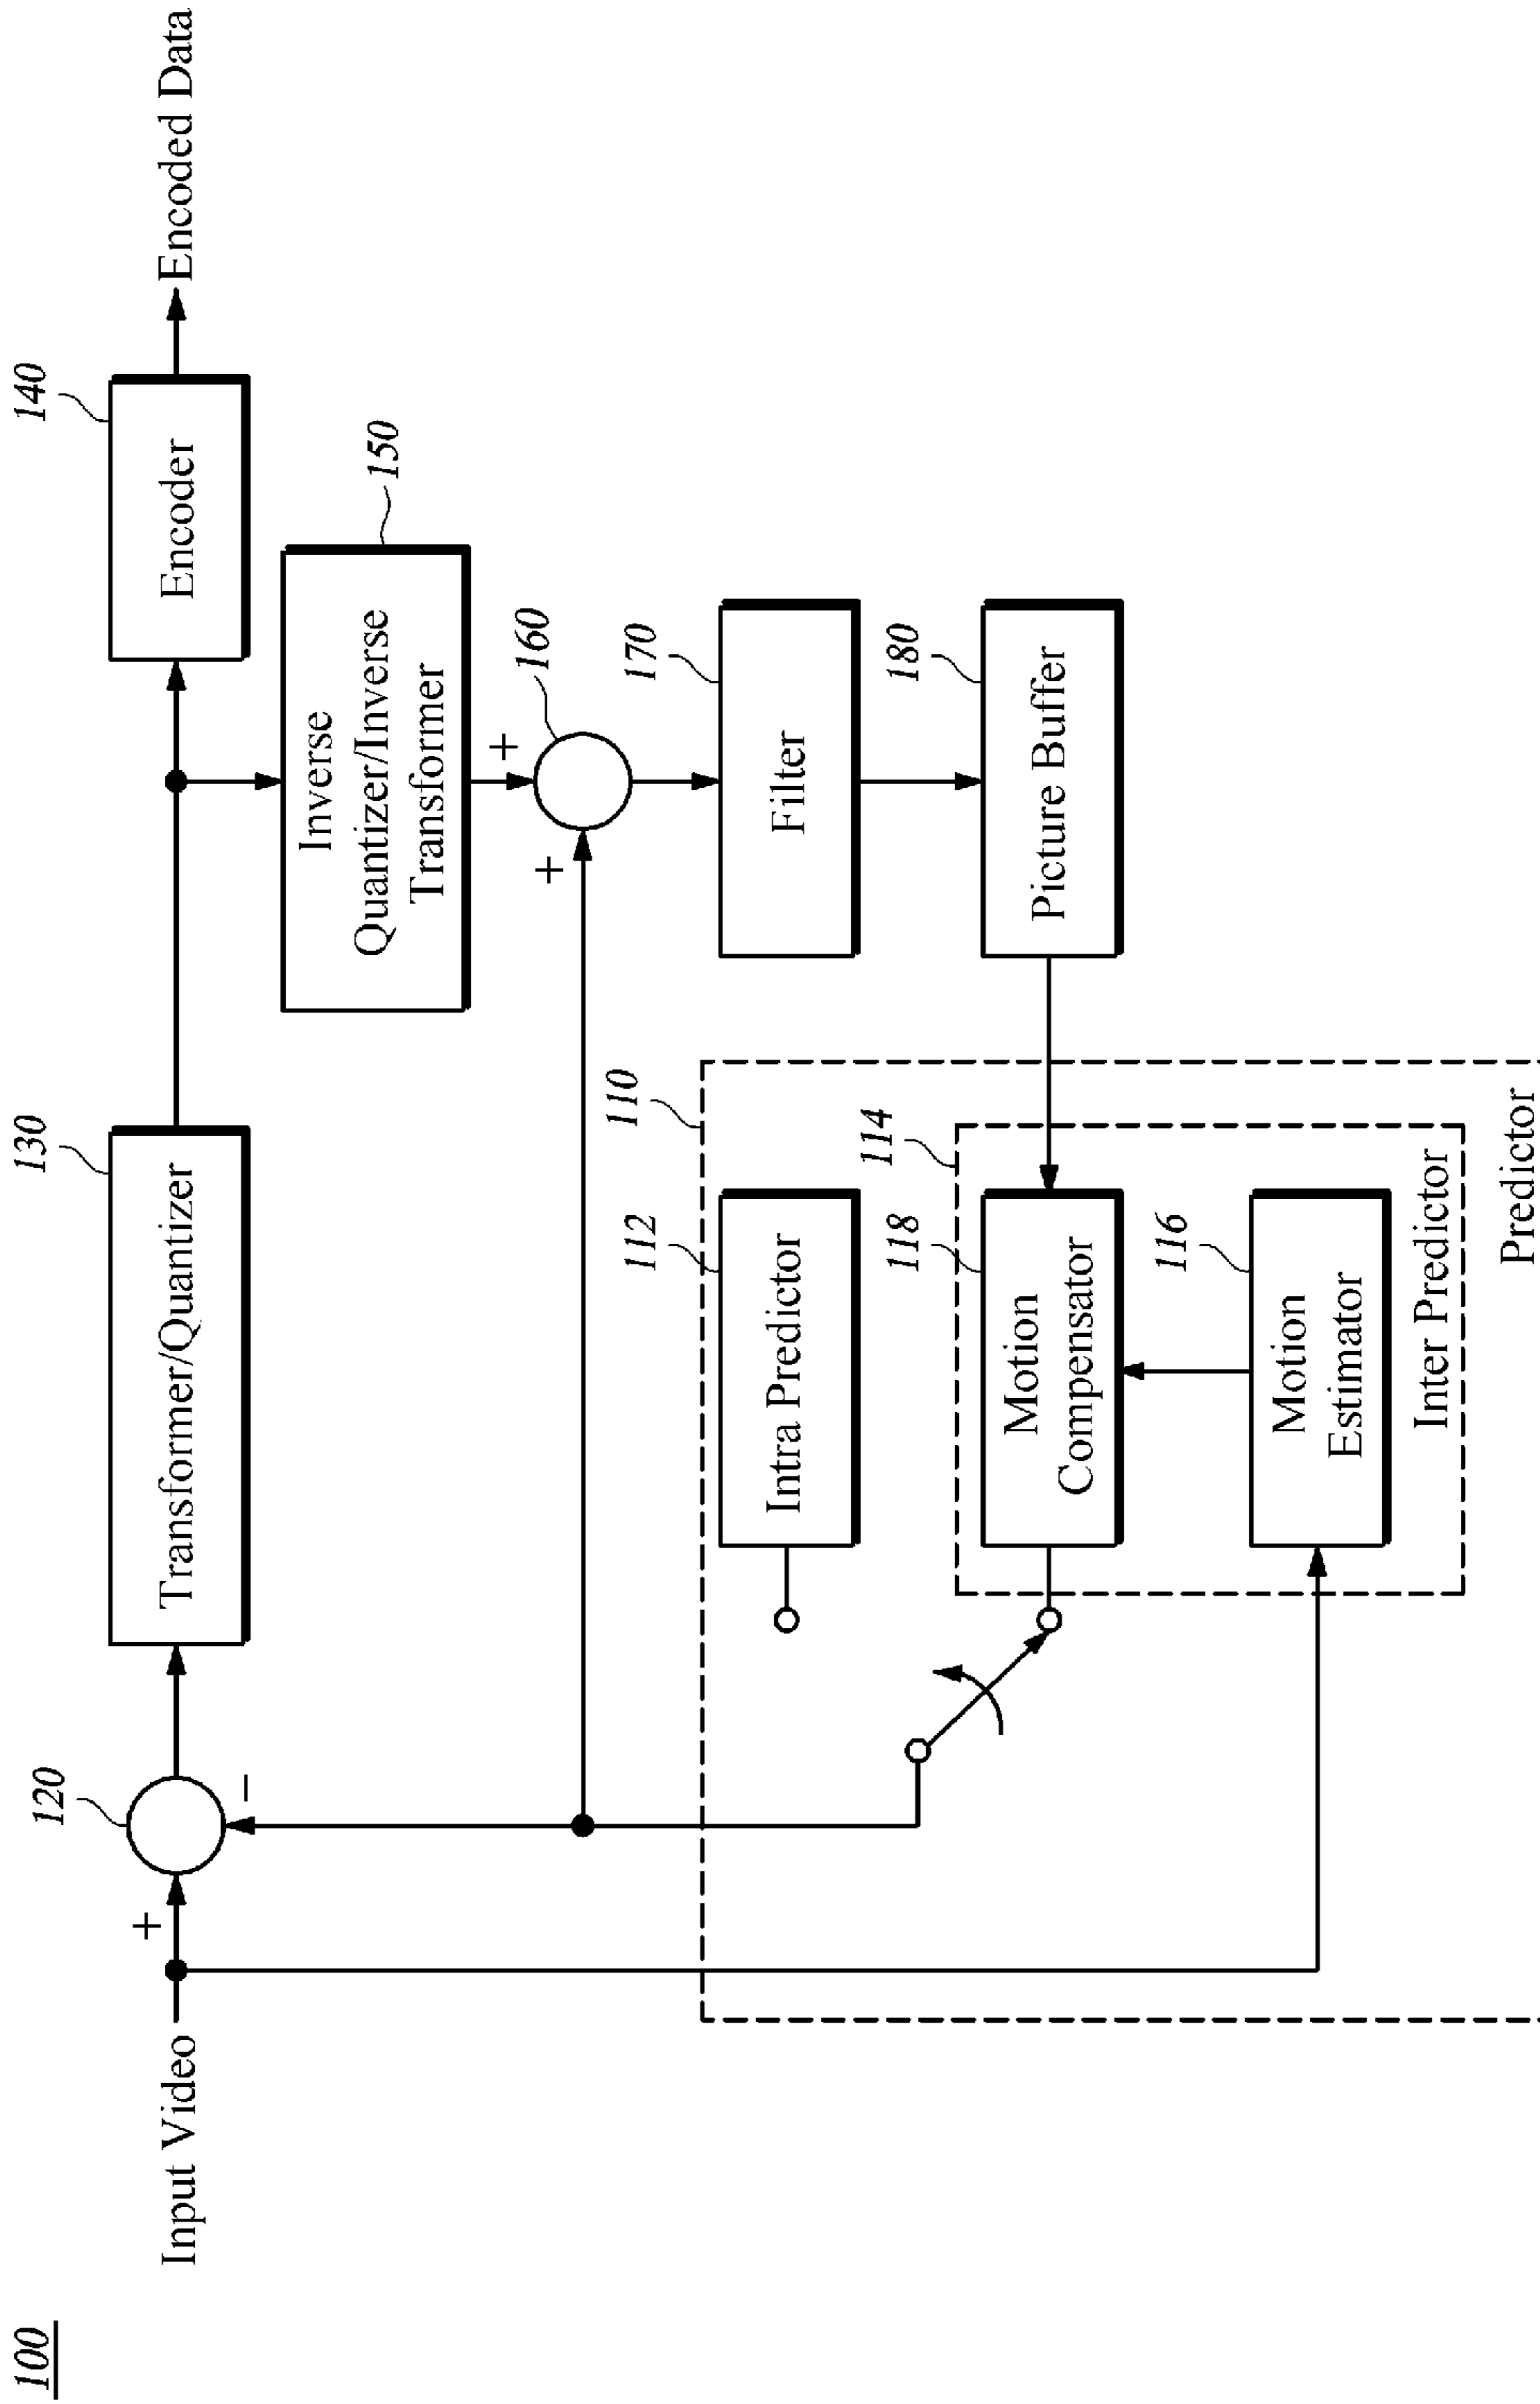 100
Input Video
+
120
−
130
Transformer/Quantizer
140
Encoder
Encoded Data
150
Inverse
Quantizer/Inverse
Transformer
+
160
+
170
Filter
180
Picture Buffer
110
112
Intra Predictor
114
118
Motion
Compensator
116
Motion
Estimator
Inter Predictor
Predictor